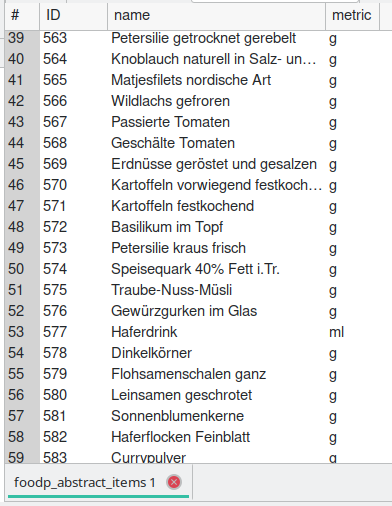 # ID name metric
39 563 Petersilie getrocknet gerebelt g
40 564 Knoblauch naturell in Salz- un... g
41 565 Matjesfilets nordische Art g
42 566 Wildlachs gefroren g
43 567 Passierte Tomaten g
44 568 Geschälte Tomaten g
45 569 Erdnüsse geröstet und gesalzen g
46 570 Kartoffeln vorwiegend festkoch... g
47 571 Kartoffeln festkochend g
48 572 Basilikum im Topf g
49 573 Petersilie kraus frisch g
50 574 Speisequark 40% Fett i.Tr. g
51 575 Traube-Nuss-Müsli g
52 576 Gewürzgurken im Glas g
53 577 Haferdrink ml
54 578 Dinkelkörner g
55 579 Flohsamenschalen ganz g
56 580 Leinsamen geschrotet g
57 581 Sonnenblumenkerne g
58 582 Haferflocken Feinblatt g
59 583 Currypulver g
foodp_abstract_items 1